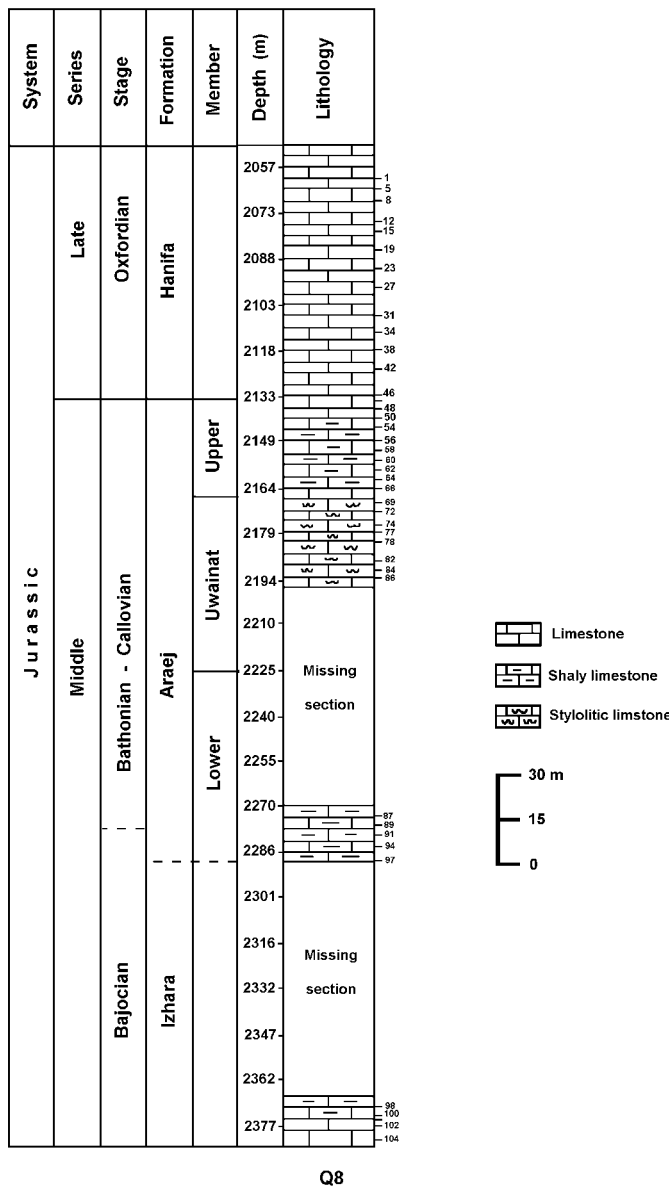 System
Series
Stage
Formation
Member
Depth (m)
Lithology
Jurassic
Late
Middle
Oxfordian
Bathonian - Callovian
Bajocian
Hanifa
Araej
Izhara
Upper
Uwainat
Lower
2057
2073
2088
2103
2118
2133
2149
2164
2179
2194
2210
2225
2240
2255
2270
2286
2301
2316
2332
2347
2362
2377
Missing
section
Missing
section
1
5
8
12
15
19
23
27
31
34
38
42
46
48
50
54
56
58
60
62
64
66
69
72
74
77
78
82
84
86
87
89
91
94
97
98
100
102
104
Limestone
Shaly limestone
Stylolitic limstone
30 m
15
0
Q8